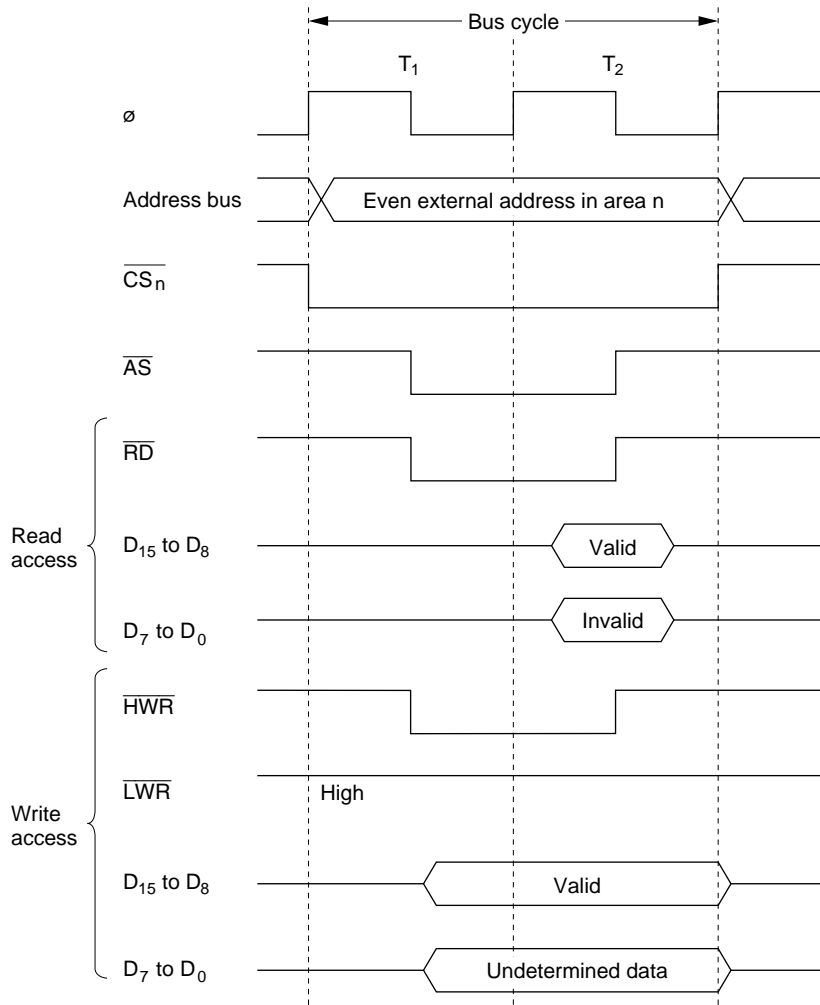 Bus cycle
T1 T2
ø
Address bus Even external address in area n
CSn
AS
RD
Read
access
D15 to D8 Valid
D7 to D0 Invalid
HWR
LWR High
Write
access
D15 to D8 Valid
D7 to D0 Undetermined data